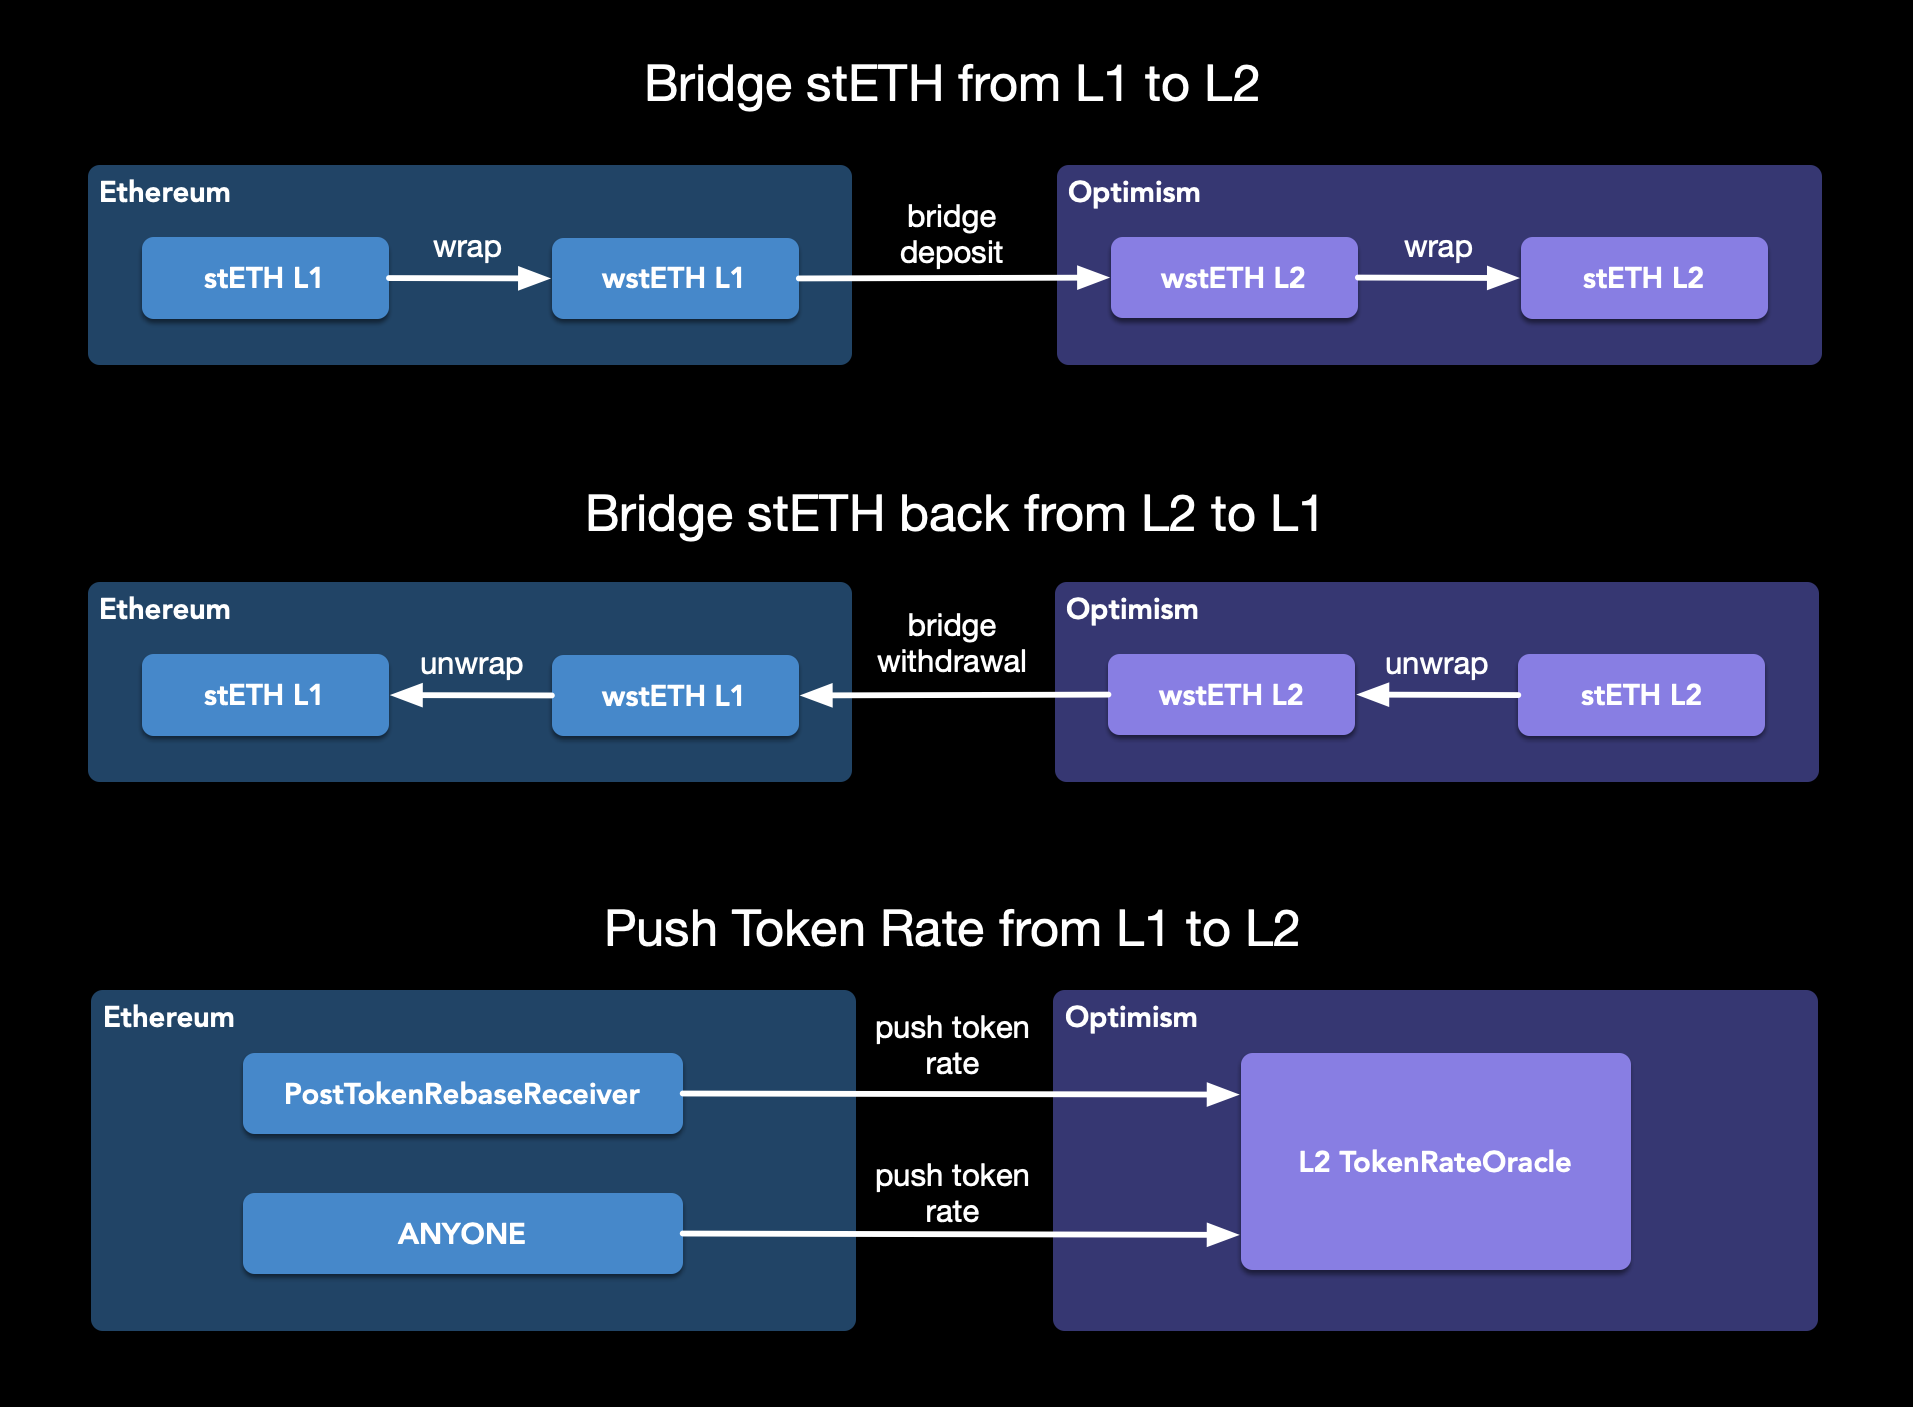 Bridge stETH from L1 to L2
Ethereum
stETH L1
wrap
wstETH L1
bridge
deposit
Optimism
wstETH L2
wrap
stETH L2
Bridge stETH back from L2 to L1
Ethereum
stETH L1
unwrap
wstETH L1
bridge
withdrawal
Optimism
wstETH L2
unwrap
stETH L2
Push Token Rate from L1 to L2
Ethereum
PostTokenRebaseReceiver
push token
rate
ANYONE
push token
rate
Optimism
L2 TokenRateOracle